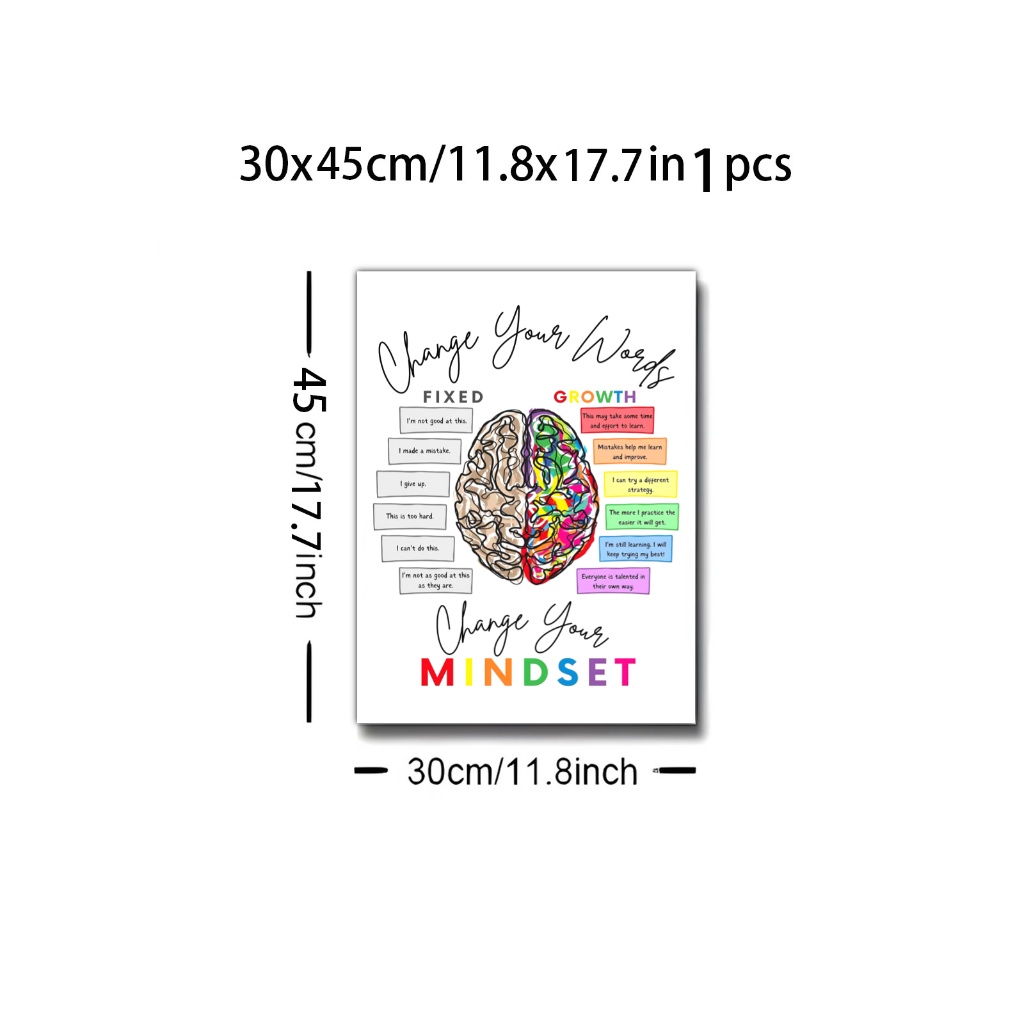 30x45cm/11.8x17.7in 1 pcs
Change Your Words
FIXED
GROWTH
I'm not good at this.
This may take some time
and effort to learn.
I made a mistake.
Mistakes help me learn
and improve.
I give up.
I can try a different
strategy.
This is too hard.
The more I practice the
easier it will get.
I can't do this.
I'm still learning. I will
keep trying my best!
I'm not as good at this
as they are.
Everyone is talented in
their own way.
Change Your
MINDSET
45 cm/17.7inch
30cm/11.8inch